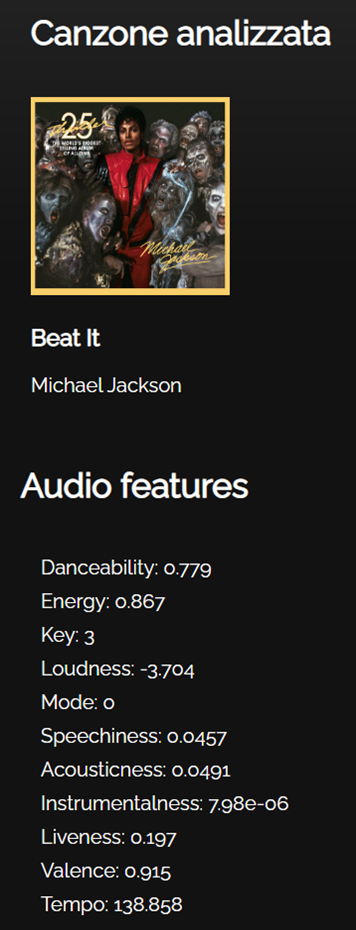 Canzone analizzata
25
Thriller
THE WORLD'S BIGGEST
SELLING ALBUM
OF ALL TIME
Michael
Jackson
Beat It
Michael Jackson
Audio features
Danceability: 0.779
Energy: 0.867
Key: 3
Loudness: -3.704
Mode: 0
Speechiness: 0.0457
Acousticness: 0.0491
Instrumentalness: 7.98e-06
Liveness: 0.197
Valence: 0.915
Tempo: 138.858